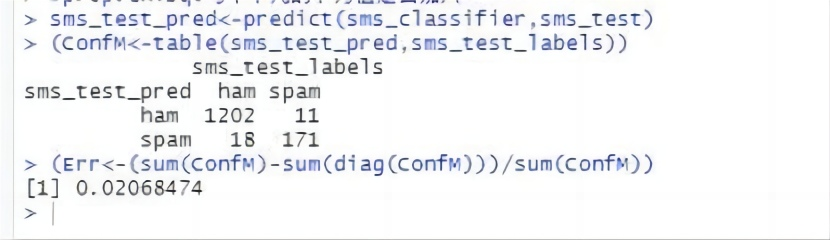 > sms_test_pred<-predict(sms_classifier,sms_test)
> (ConfM<-table(sms_test_pred,sms_test_labels))
sms_test_labels
sms_test_pred ham spam
ham 1202 11
spam 18 171
> (Err<-(sum(ConfM)-sum(diag(ConfM)))/sum(ConfM))
[1] 0.02068474
>